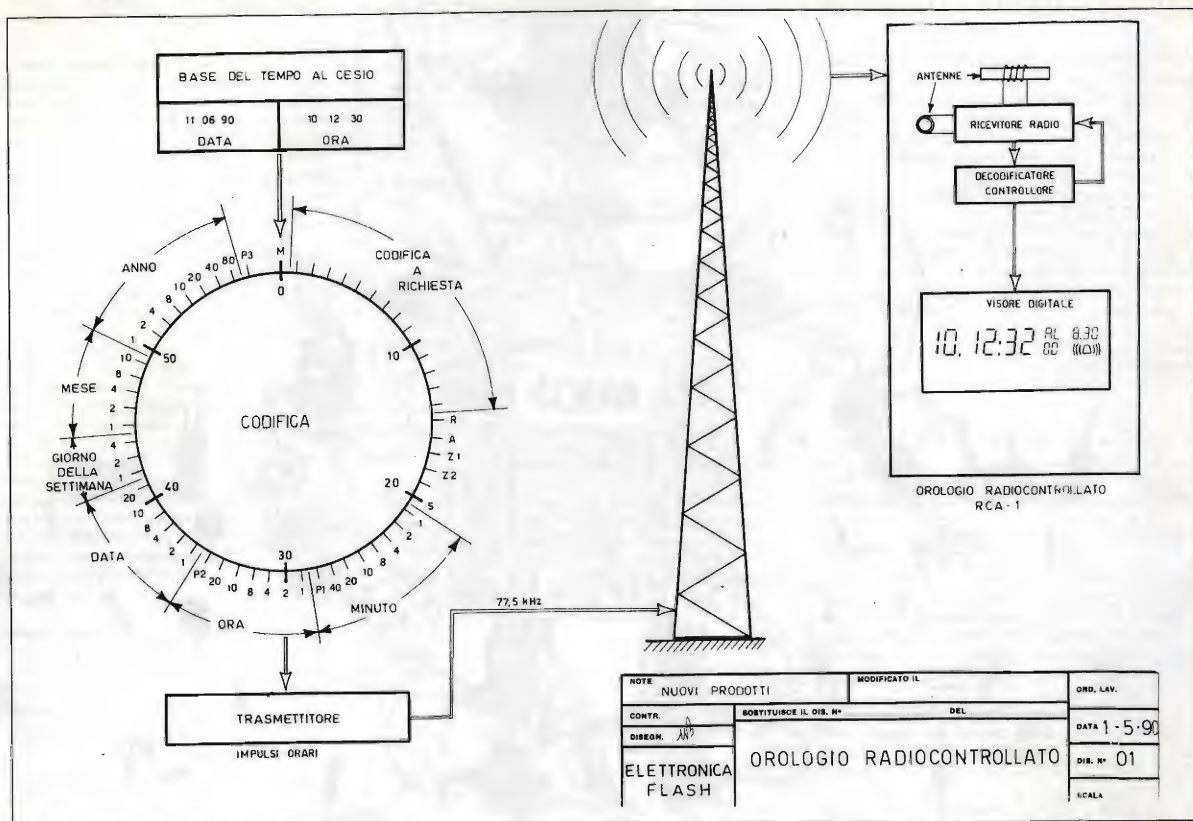 BASE DEL TEMPO AL CESIO
11 06 90
DATA
10 12 30
ORA
ANNO
MESE
GIORNO
DELLA
SETTIMANA
DATA
ORA
MINUTO
CODIFICA
A
RICHIESTA
CODIFICA
M
0
10
R
A
Z1
Z2
20
S
1
2
4
8
10
20
40
P1
1
30
2
4
8
10
20
P2
1
2
4
8
10
20
40
1
2
4
1
2
4
8
10
50
1
2
4
8
10
20
40
80
P3
TRASMETTITORE
IMPULSI ORARI
77,5 kHz
ANTENNE
RICEVITORE RADIO
DECODIFICATORE
CONTROLLORE
VISORE DIGITALE
10. 12:32 AL 8.30
00
OROLOGIO RADIOCONTROLLATO
RCA-1
NOTE
NUOVI PRODOTTI
MODIFICATO IL
ORD. LAV.
CONTR.
SOSTITUISCE IL DIS. N° DEL
DATA 1-5-90
DISEGN.
ELETTRONICA
FLASH
OROLOGIO RADIOCONTROLLATO
DIS. N° 01
SCALA